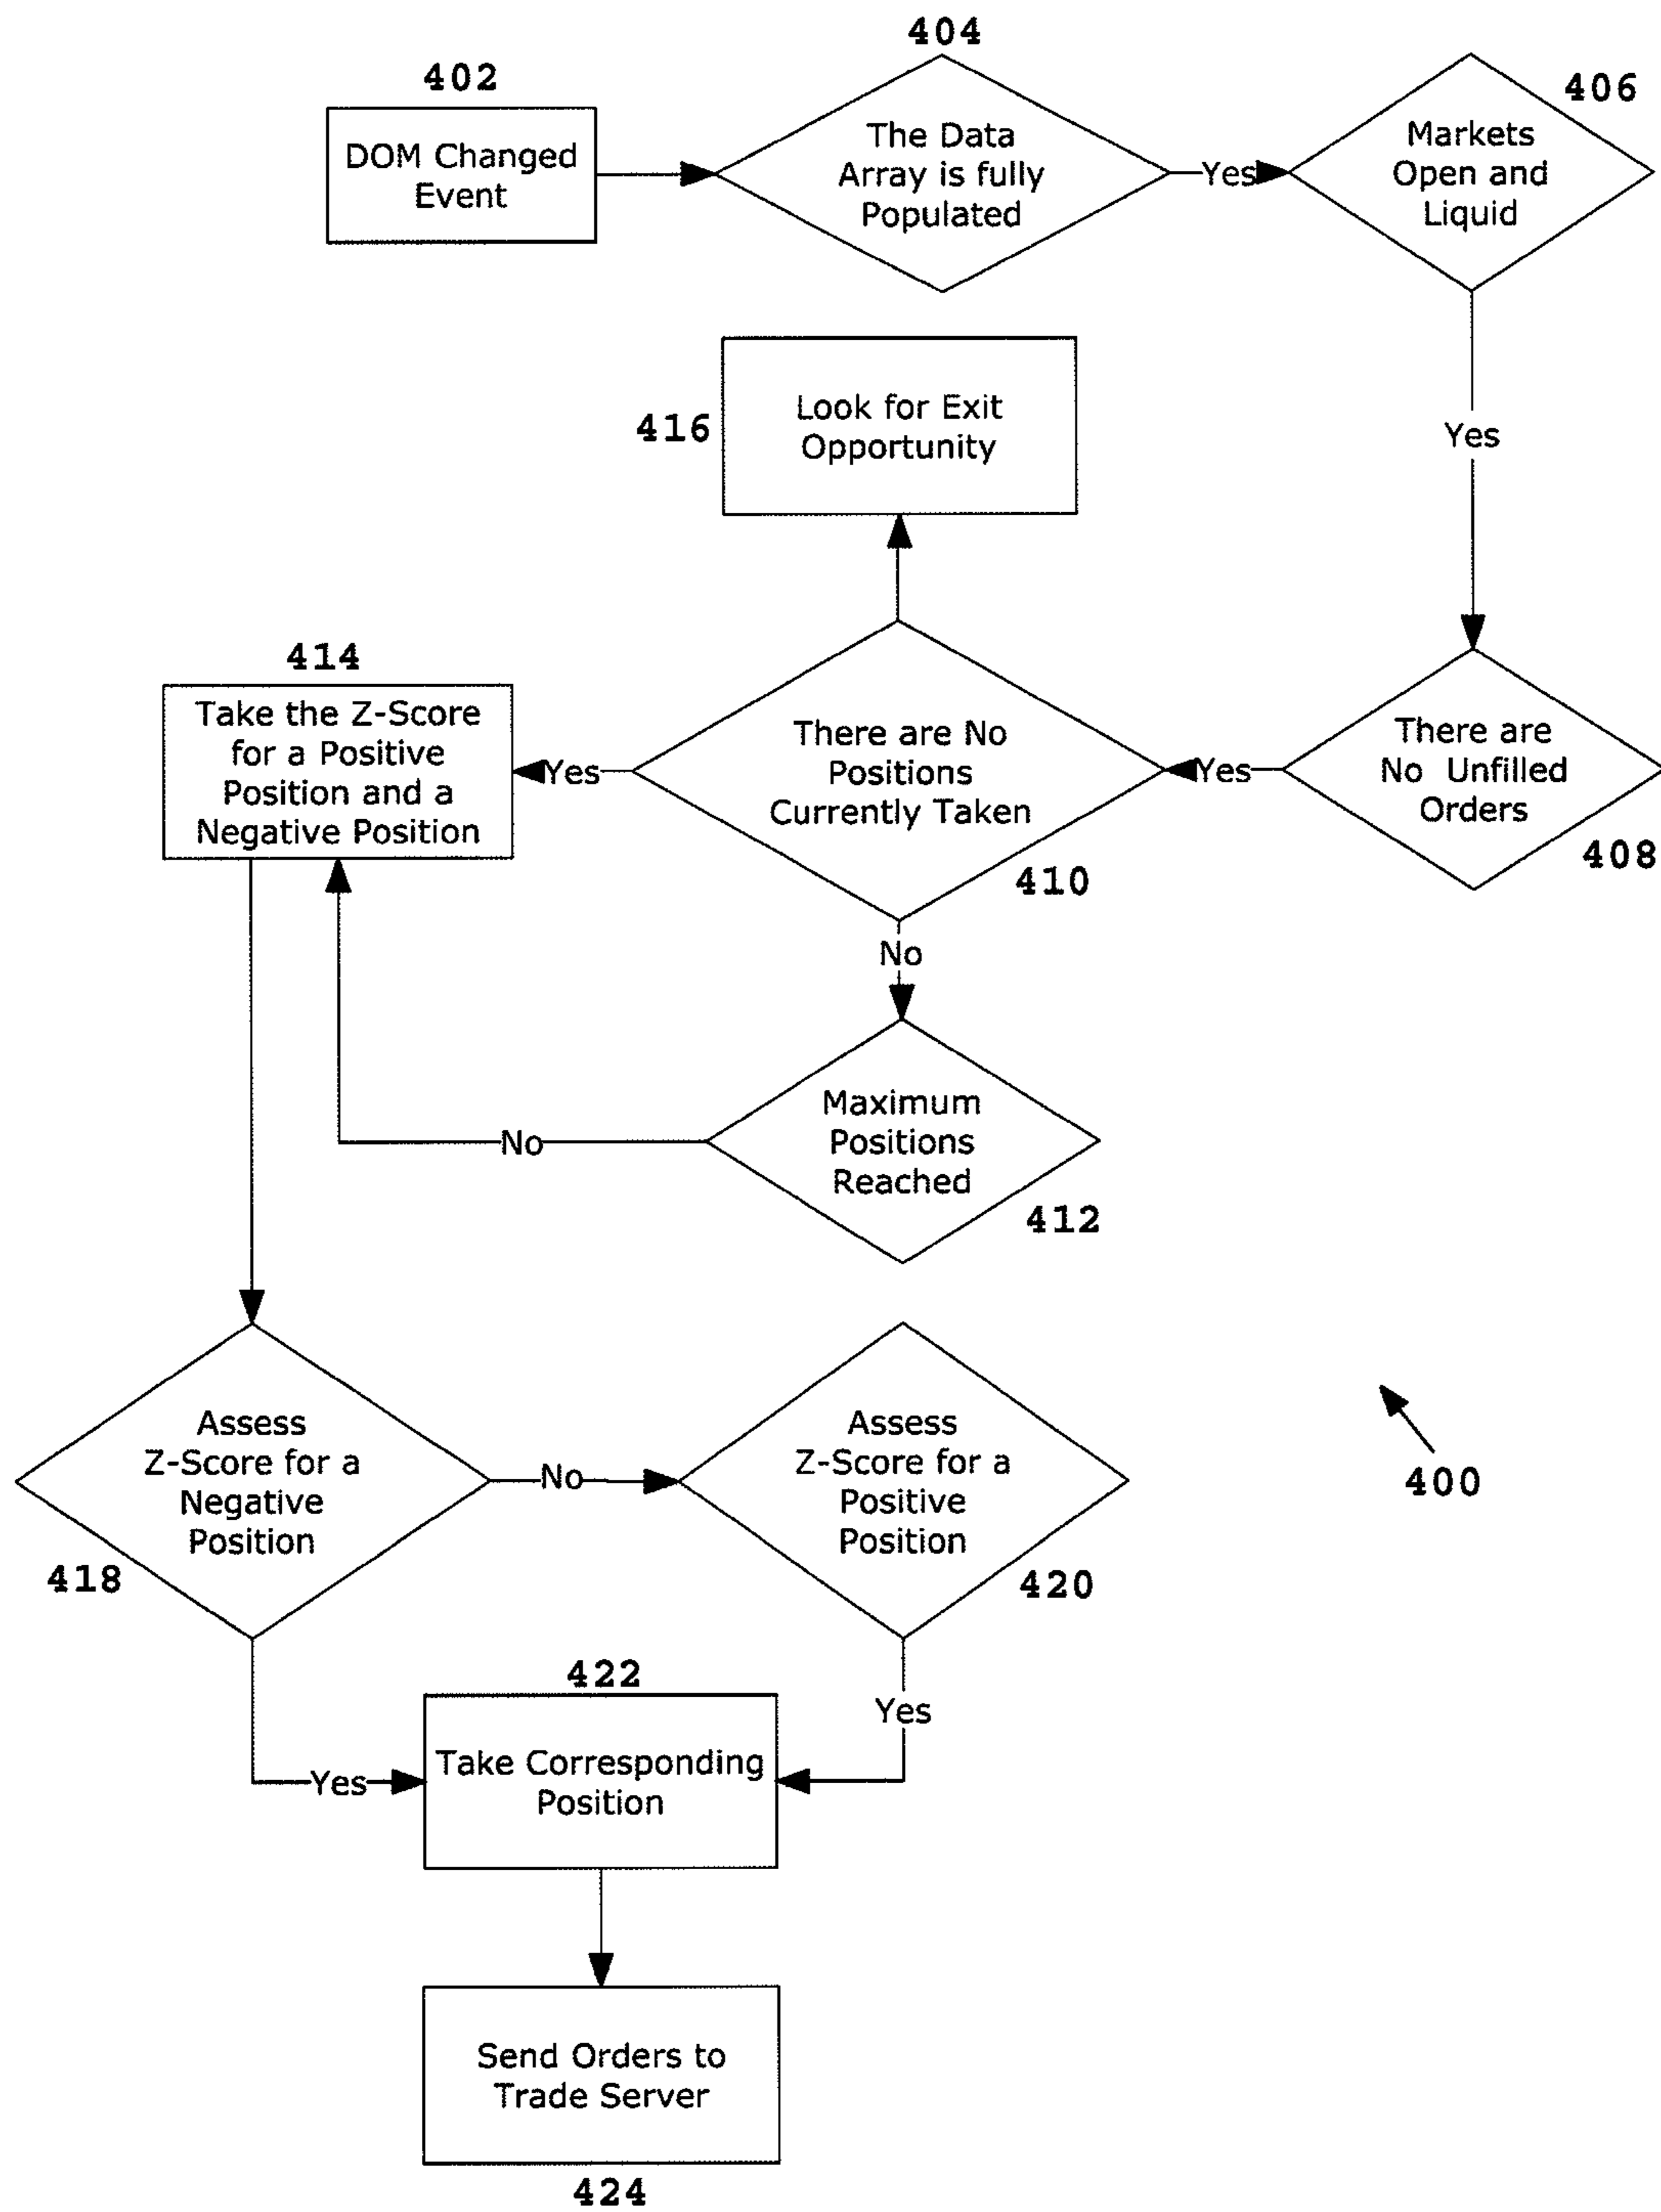 404
402
406
DOM Changed
Event
The Data
Array is fully
Populated
Yes
Markets
Open and
Liquid
416
Look for Exit
Opportunity
Yes
414
Take the Z-Score
for a Positive
Position and a
Negative Position
Yes
There are No
Positions
Currently Taken
Yes
There are
No Unfilled
Orders
408
410
No
No
Maximum
Positions
Reached
412
Assess
Z-Score for a
Negative
Position
No
Assess
Z-Score for a
Positive
Position
400
418
420
422
Yes
Yes
Take Corresponding
Position
Send Orders to
Trade Server
424